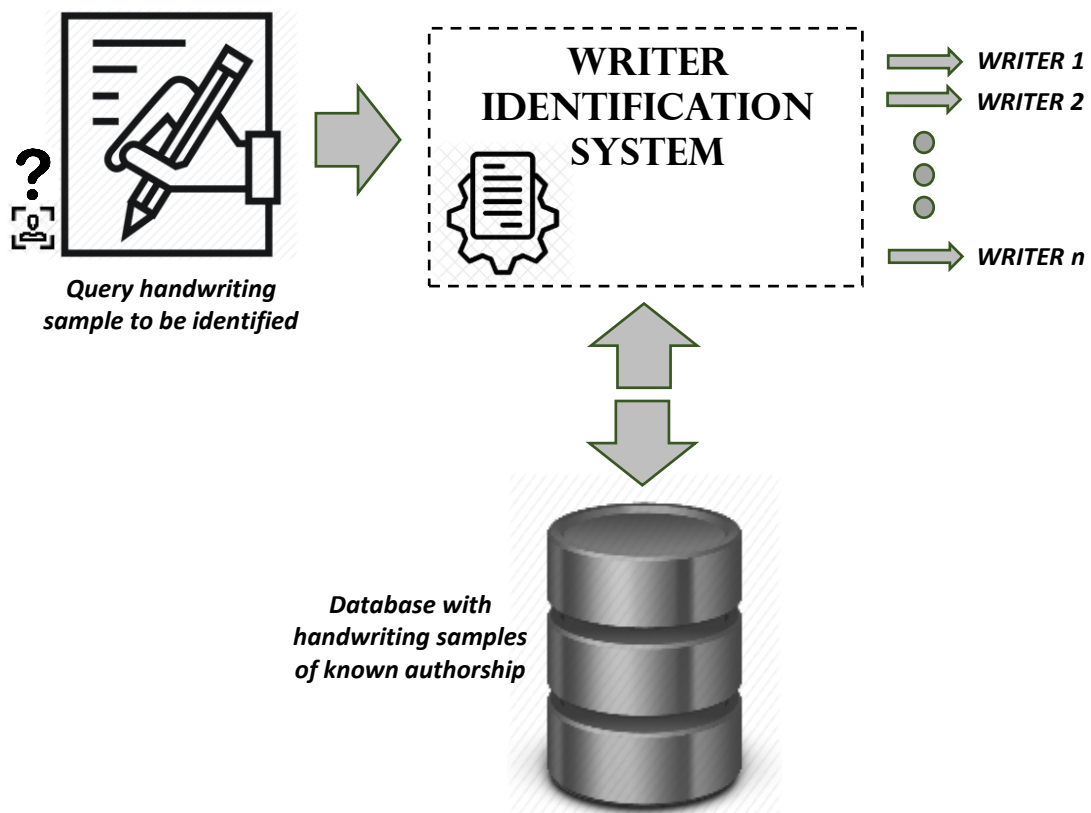 WRITER
IDENTIFICATION
SYSTEM
WRITER 1
WRITER 2
WRITER n
?
Query handwriting
sample to be identified
Database with
handwriting samples
of known authorship